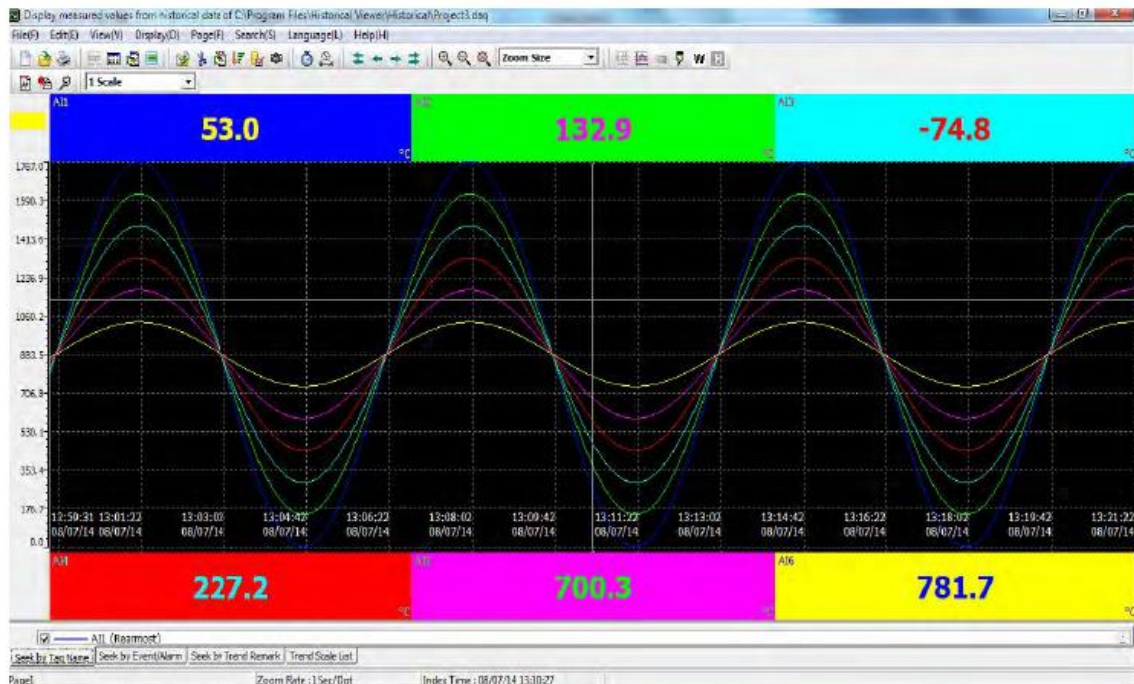 Display measured values from historical data of C:\Program Files\Historical Viewer\Historical\Project3.daq
File(F) Edit(E) View(V) Display(D) Page(P) Search(S) Language(L) Help(H)
Zoom Size
W
1 Scale
AI1 AI2 AI3
53.0 132.9 -74.8
°C °C °C
1767.0
1590.3
1413.6
1236.9
1060.2
883.5
706.8
530.1
353.4
176.7
12:59:31 13:01:22 13:03:02 13:04:42 13:06:22 13:08:02 13:09:42 13:11:22 13:13:02 13:14:42 13:16:22 13:18:02 13:19:42 13:21:22
08/07/14 08/07/14 08/07/14 08/07/14 08/07/14 08/07/14 08/07/14 08/07/14 08/07/14 08/07/14 08/07/14 08/07/14 08/07/14 08/07/14
0.0
AI4 AI5 AI6
227.2 700.3 781.7
°C °C °C
AI1 (Rearmost)
Seek by Tag Name Seek by Event/Alarm Seek by Trend Remark Trend Scale List
Page1 Zoom Rate : 1Sec/Dot Index Time : 08/07/14 13:10:27